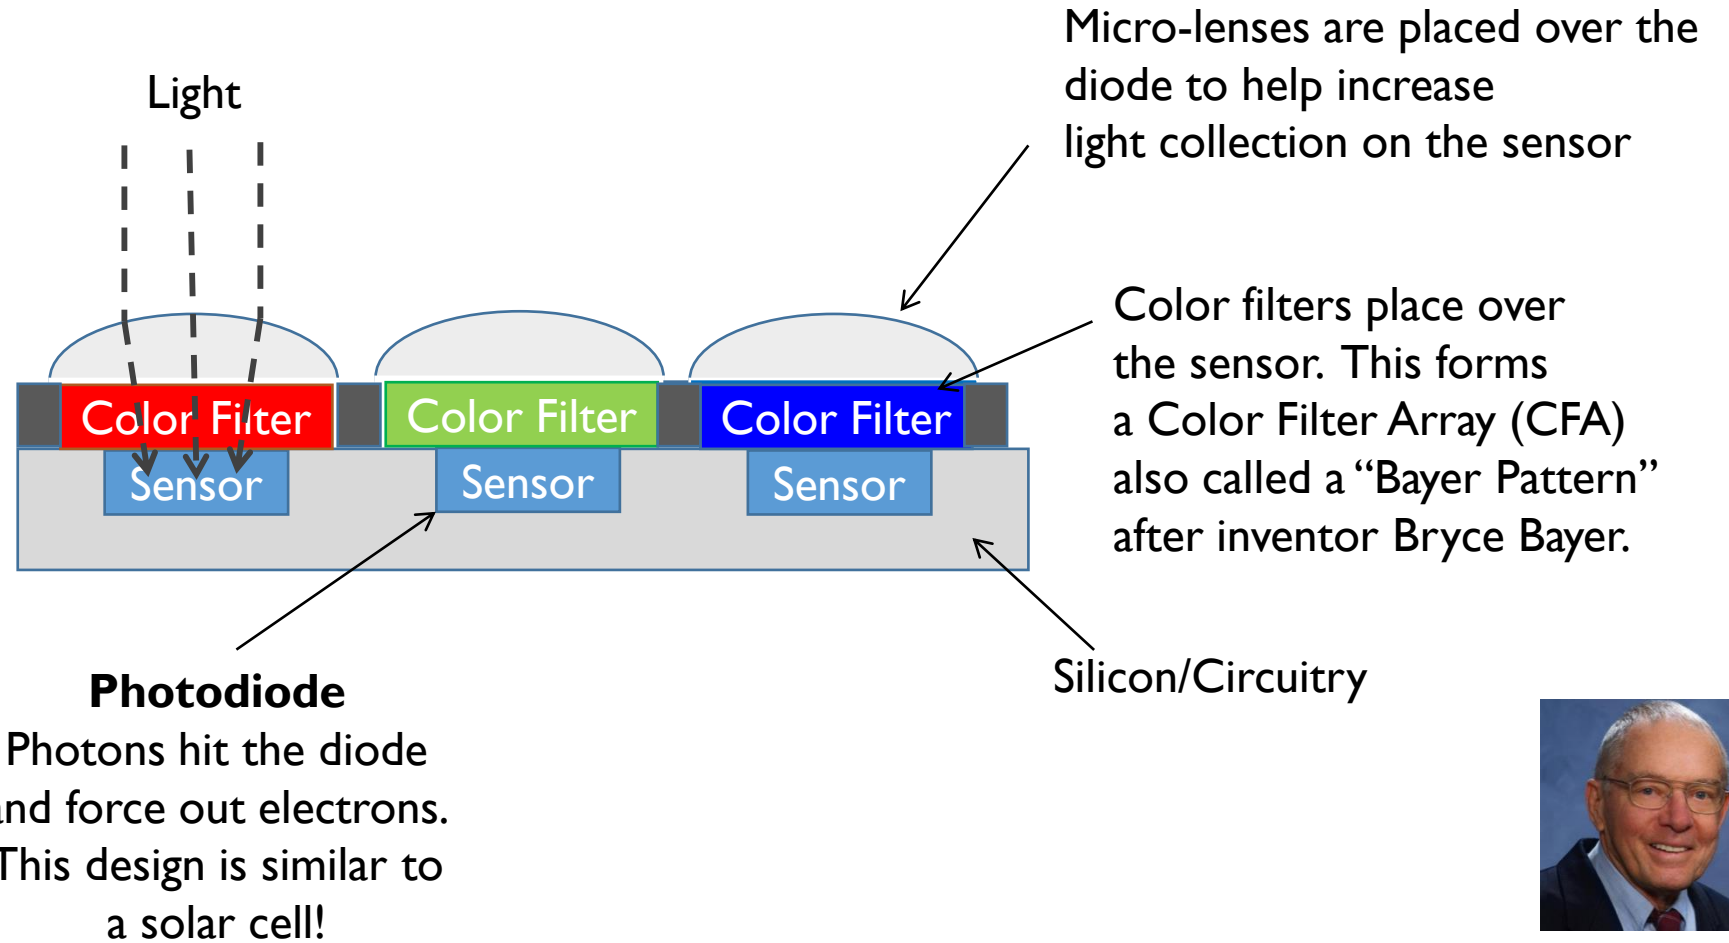 Micro-lenses are placed over the
diode to help increase
light collection on the sensor
Light
Color filters place over
the sensor. This forms
a Color Filter Array (CFA)
also called a “Bayer Pattern”
after inventor Bryce Bayer.
Color Filter
Color Filter
Color Filter
Sensor
Sensor
Sensor
Silicon/Circuitry
Photodiode
Photons hit the diode
and force out electrons.
This design is similar to
a solar cell!